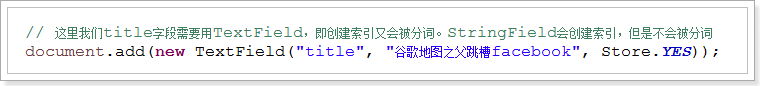 // 这里我们title字段需要用TextField，即创建索引又会被分词。StringField会创建索引，但是不会被分词
document.add(new TextField("title", "谷歌地图之父跳槽facebook", Store.YES));